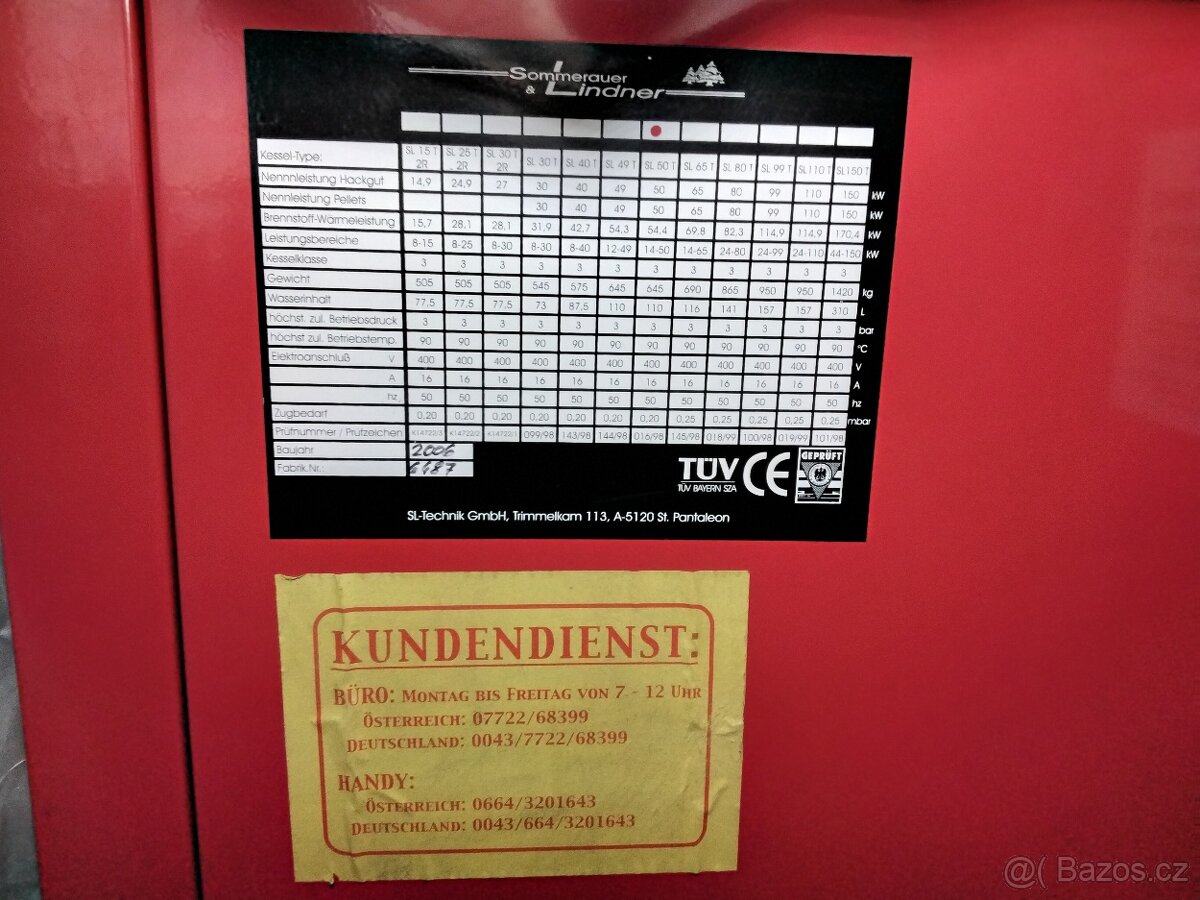 Sommerauer
& Lindner
Kessel-Type: SL 15 T 2R SL 25 T 2R SL 30 T 2R SL 30 T SL 40 T SL 49 T SL 50 T SL 65 T SL 80 T SL 99 T SL110 T SL150 T
Nennnleistung Hackgut 14,9 24,9 27 30 40 49 50 65 80 99 110 150 kW
Nennleistung Pellets 30 40 49 50 65 80 99 110 150 kW
Brennstoff-Wärmeleistung 15,7 28,1 28,1 31,9 42,7 54,3 54,4 69,8 82,3 114,9 114,9 170,4 kW
Leistungsbereiche 8-15 8-25 8-30 8-30 8-40 12-49 14-50 14-65 24-80 24-99 24-110 44-150 kW
Kesselklasse 3 3 3 3 3 3 3 3 3 3 3 3
Gewicht 505 505 505 545 575 645 645 690 865 950 950 1420 kg
Wasserinhalt 77,5 77,5 77,5 73 87,5 110 110 116 141 157 157 310 L
höchst. zul. Betriebsdruck 3 3 3 3 3 3 3 3 3 3 3 3 bar
höchst zul. Betriebstemp. 90 90 90 90 90 90 90 90 90 90 90 90 °C
Elektroanschluß V 400 400 400 400 400 400 400 400 400 400 400 400 V
A 16 16 16 16 16 16 16 16 16 16 16 16 A
hz 50 50 50 50 50 50 50 50 50 50 50 50 hz
Zugbedarf 0,20 0,20 0,20 0,20 0,20 0,20 0,20 0,25 0,25 0,25 0,25 0,25 mbar
Prüfnummer / Prüfzeichen K14722/3 K14722/2 K14722/1 099/98 143/98 144/98 016/98 145/98 018/99 100/98 019/99 101/98
Baujahr 2006
Fabrik.Nr.: 6487
TÜV CE GEPRÜFT
TÜV BAYERN SZA
SL-Technik GmbH, Trimmelkam 113, A-5120 St. Pantaleon
KUNDENDIENST:
BÜRO: MONTAG BIS FREITAG VON 7 - 12 UHR
ÖSTERREICH: 07722/68399
DEUTSCHLAND: 0043/7722/68399
HANDY:
ÖSTERREICH: 0664/3201643
DEUTSCHLAND: 0043/664/3201643
@( Bazos.cz